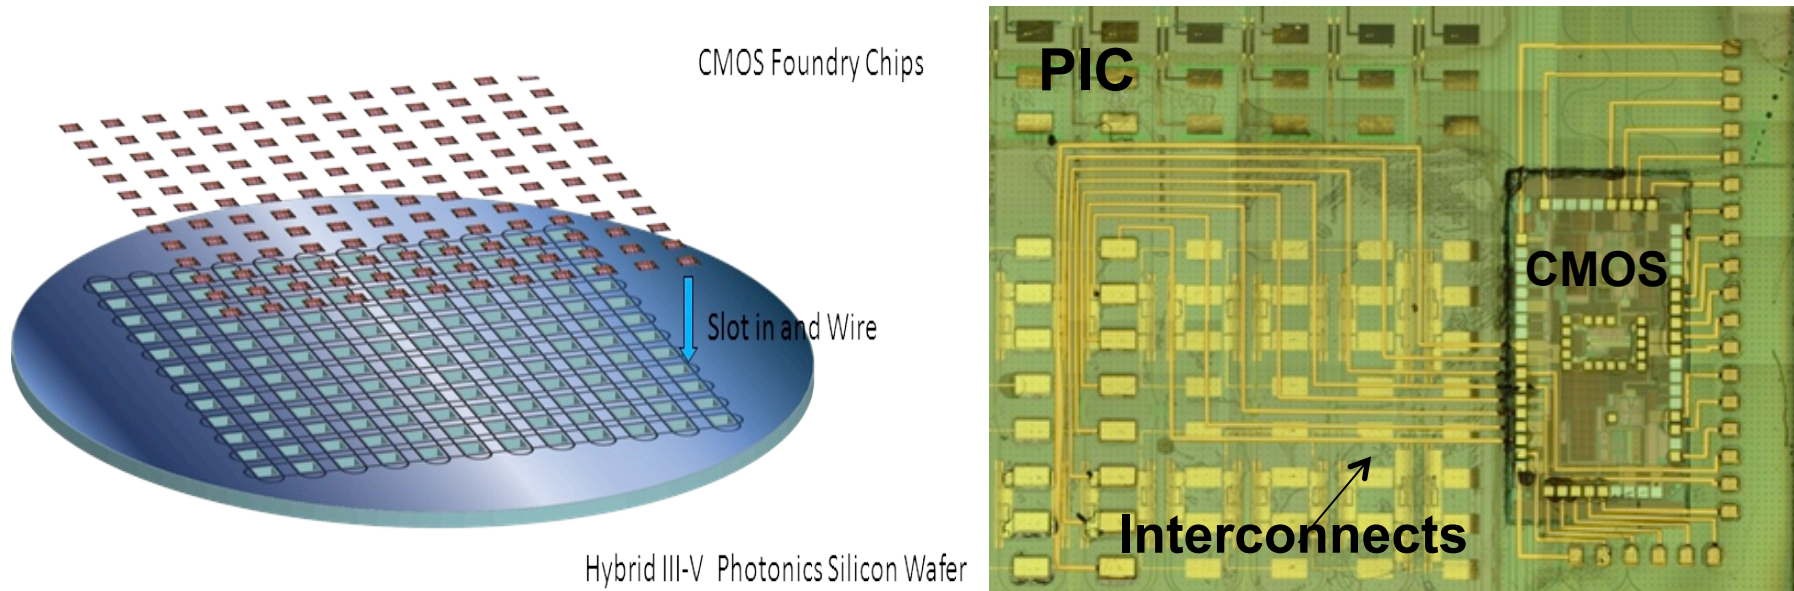 CMOS Foundry Chips
Slot in and Wire
Hybrid III-V Photonics Silicon Wafer
PIC
CMOS
Interconnects